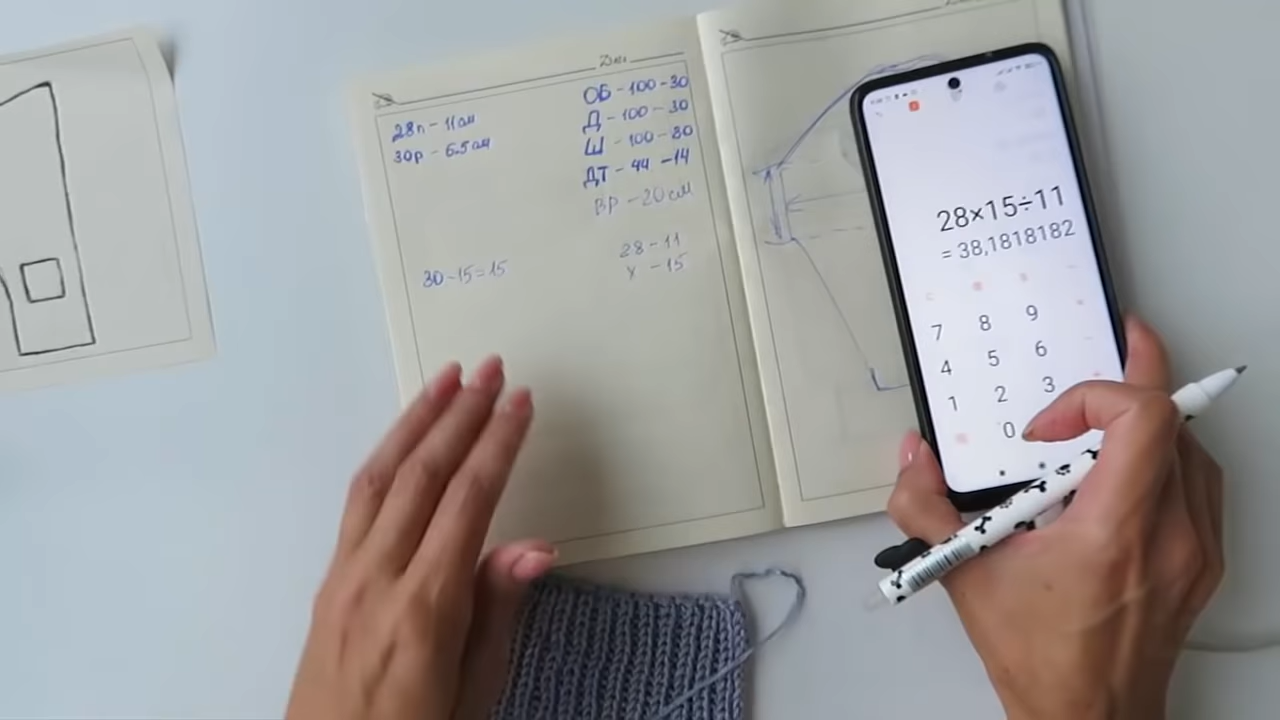 28п - 11см
30р - 6.5см
30-15=15
Дни
ОБ - 100-30
Д - 100 - 30
Ш - 100-80
ДТ - 44 -14
ВР - 20см
28-11
х -15
28×15÷11
= 38,1818182
7 8 9
4 5 6
1 2 3
0